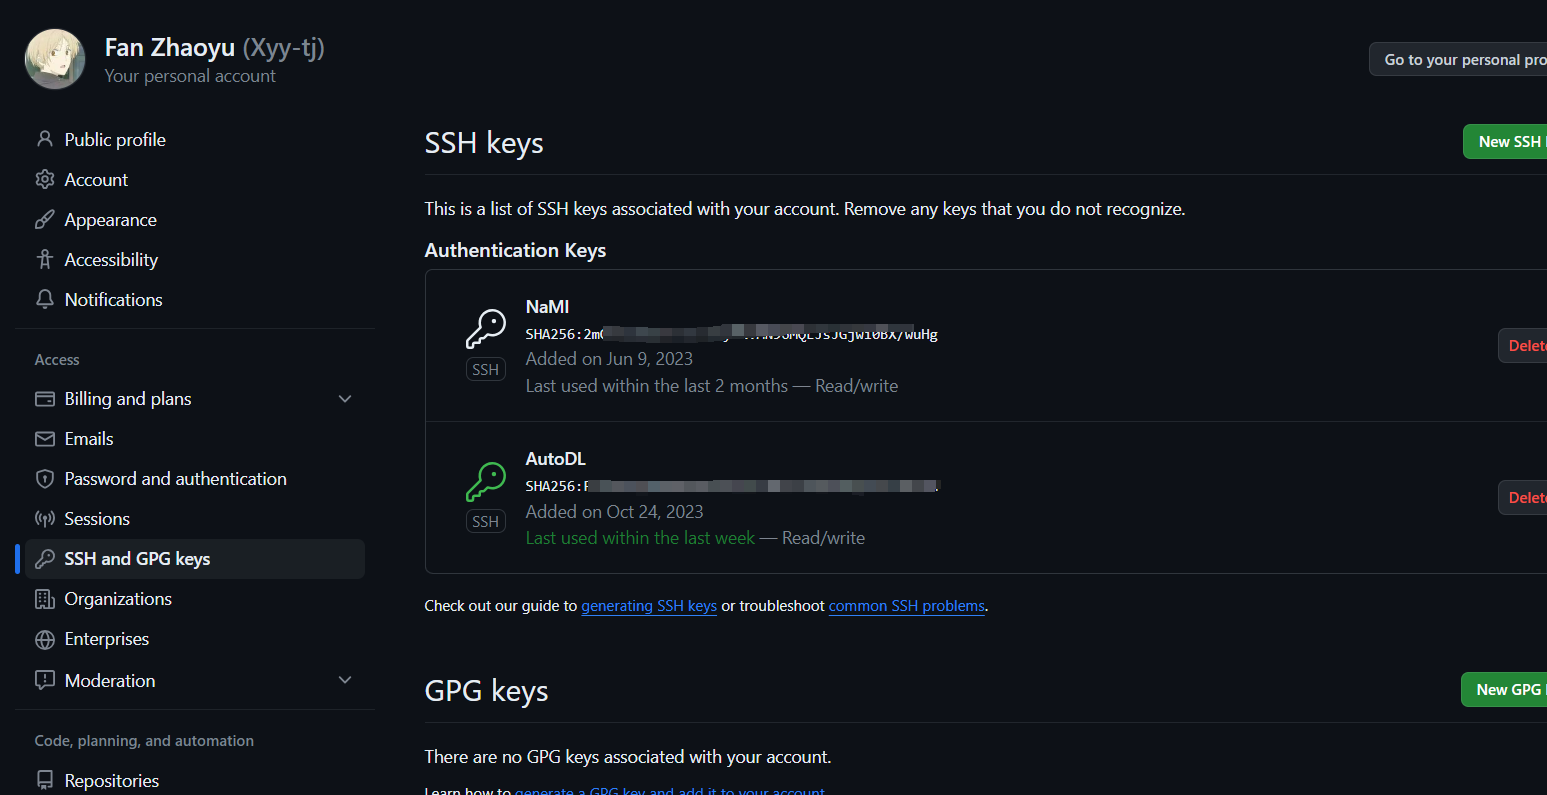 Fan Zhaoyu (Xyy-tj)
Your personal account
Go to your personal pro
Public profile
Account
Appearance
Accessibility
Notifications
Access
Billing and plans
Emails
Password and authentication
Sessions
SSH and GPG keys
Organizations
Enterprises
Moderation
Code, planning, and automation
Repositories
SSH keys
New SSH
This is a list of SSH keys associated with your account. Remove any keys that you do not recognize.
Authentication Keys
NaMI
SHA256:2m
SSH
Added on Jun 9, 2023
Last used within the last 2 months — Read/write
Delete
AutoDL
SHA256:
SSH
Added on Oct 24, 2023
Last used within the last week — Read/write
Delete
Check out our guide to generating SSH keys or troubleshoot common SSH problems.
GPG keys
New GPG
There are no GPG keys associated with your account.
Learn how to generate a GPG key and add it to your account